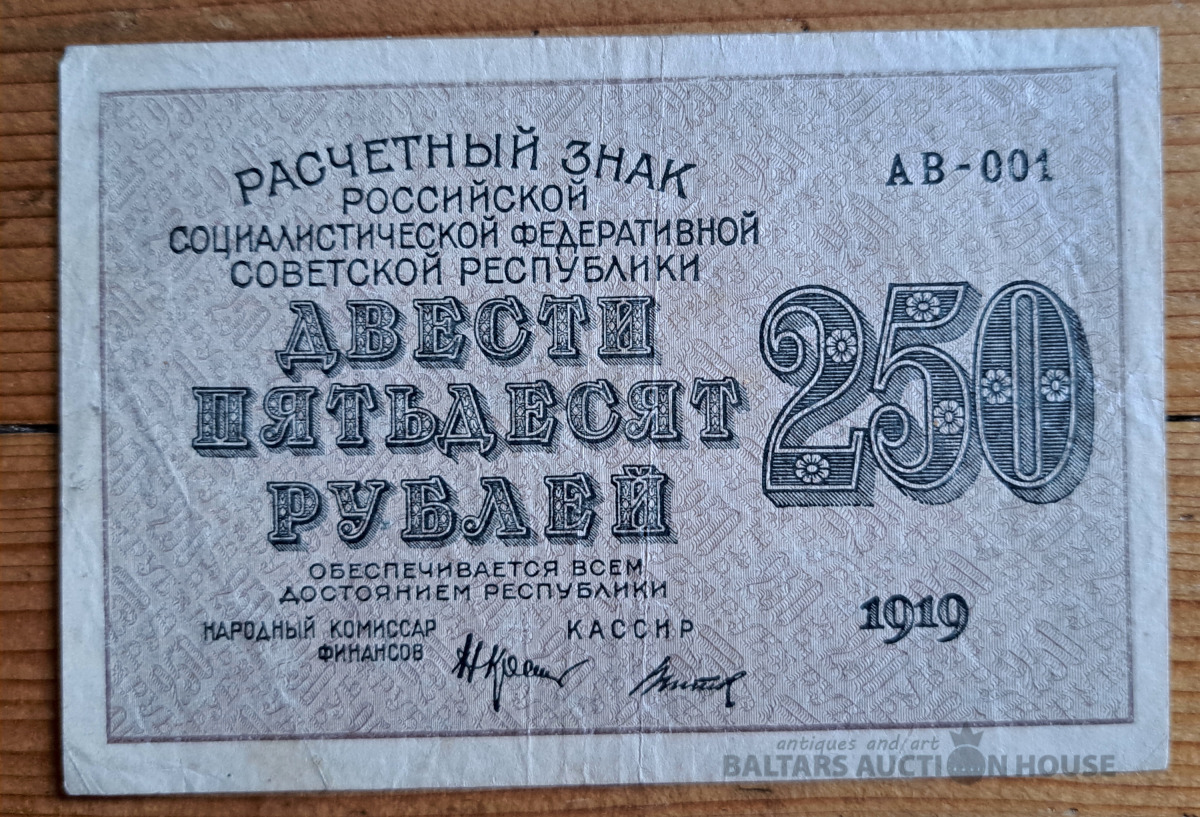 РАСЧЕТНЫЙ ЗНАК
РОССИЙСКОЙ
СОЦИАЛИСТИЧЕСКОЙ ФЕДЕРАТИВНОЙ
СОВЕТСКОЙ РЕСПУБЛИКИ
ДВЕСТИ
ПЯТЬДЕСЯТ
РУБЛЕЙ
ОБЕСПЕЧИВАЕТСЯ ВСЕМ
ДОСТОЯНИЕМ РЕСПУБЛИКИ
НАРОДНЫЙ КОМИССАР
ФИНАНСОВ
КАССИР
АВ-001
250
1919
antiques and/art
BALTARS AUCTION HOUSE